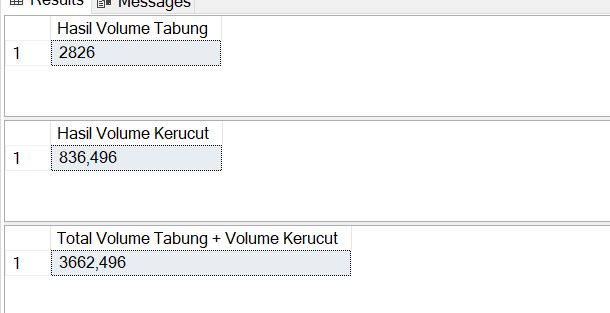 Results Messages
Hasil Volume Tabung
1 2826
Hasil Volume Kerucut
1 836,496
Total Volume Tabung + Volume Kerucut
1 3662,496